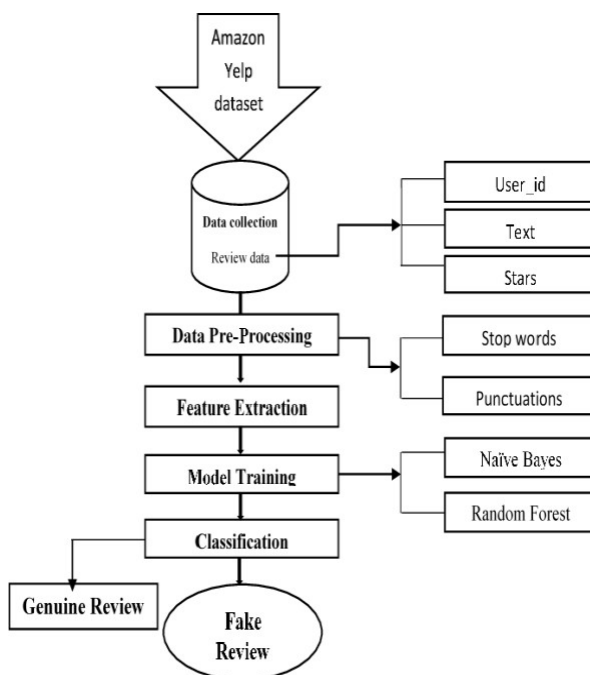 Amazon
Yelp
dataset
Data collection
Review data
User_id
Text
Stars
Data Pre-Processing
Stop words
Punctuations
Feature Extraction
Model Training
Naïve Bayes
Random Forest
Classification
Genuine Review
Fake
Review